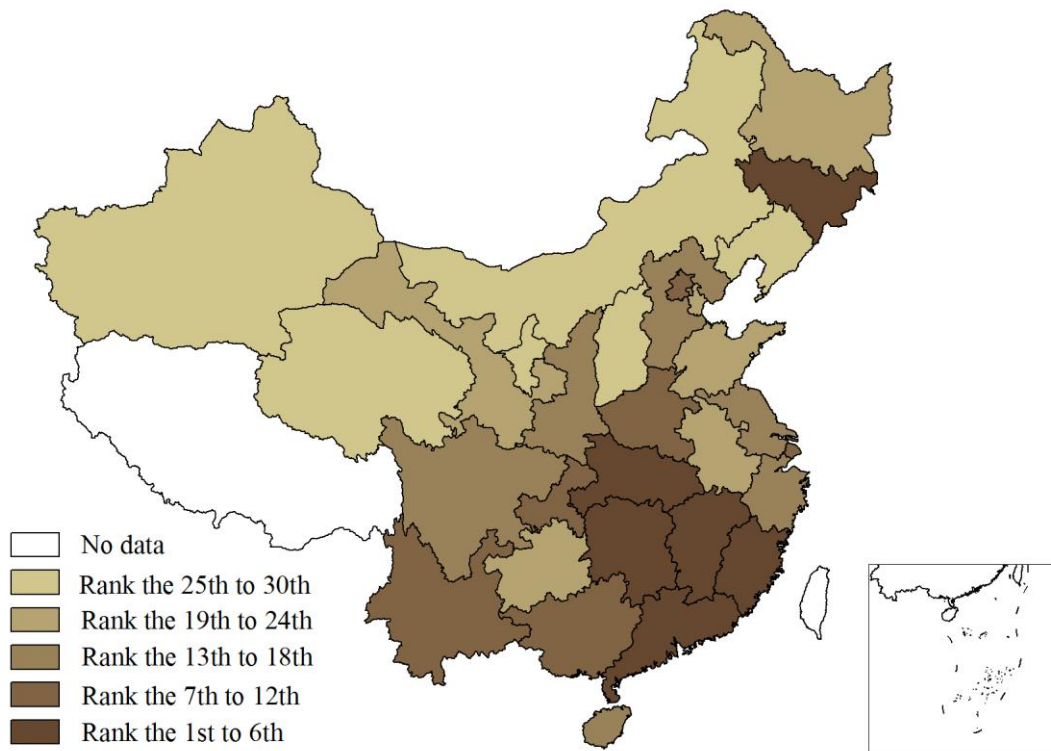 No data
Rank the 25th to 30th
Rank the 19th to 24th
Rank the 13th to 18th
Rank the 7th to 12th
Rank the 1st to 6th